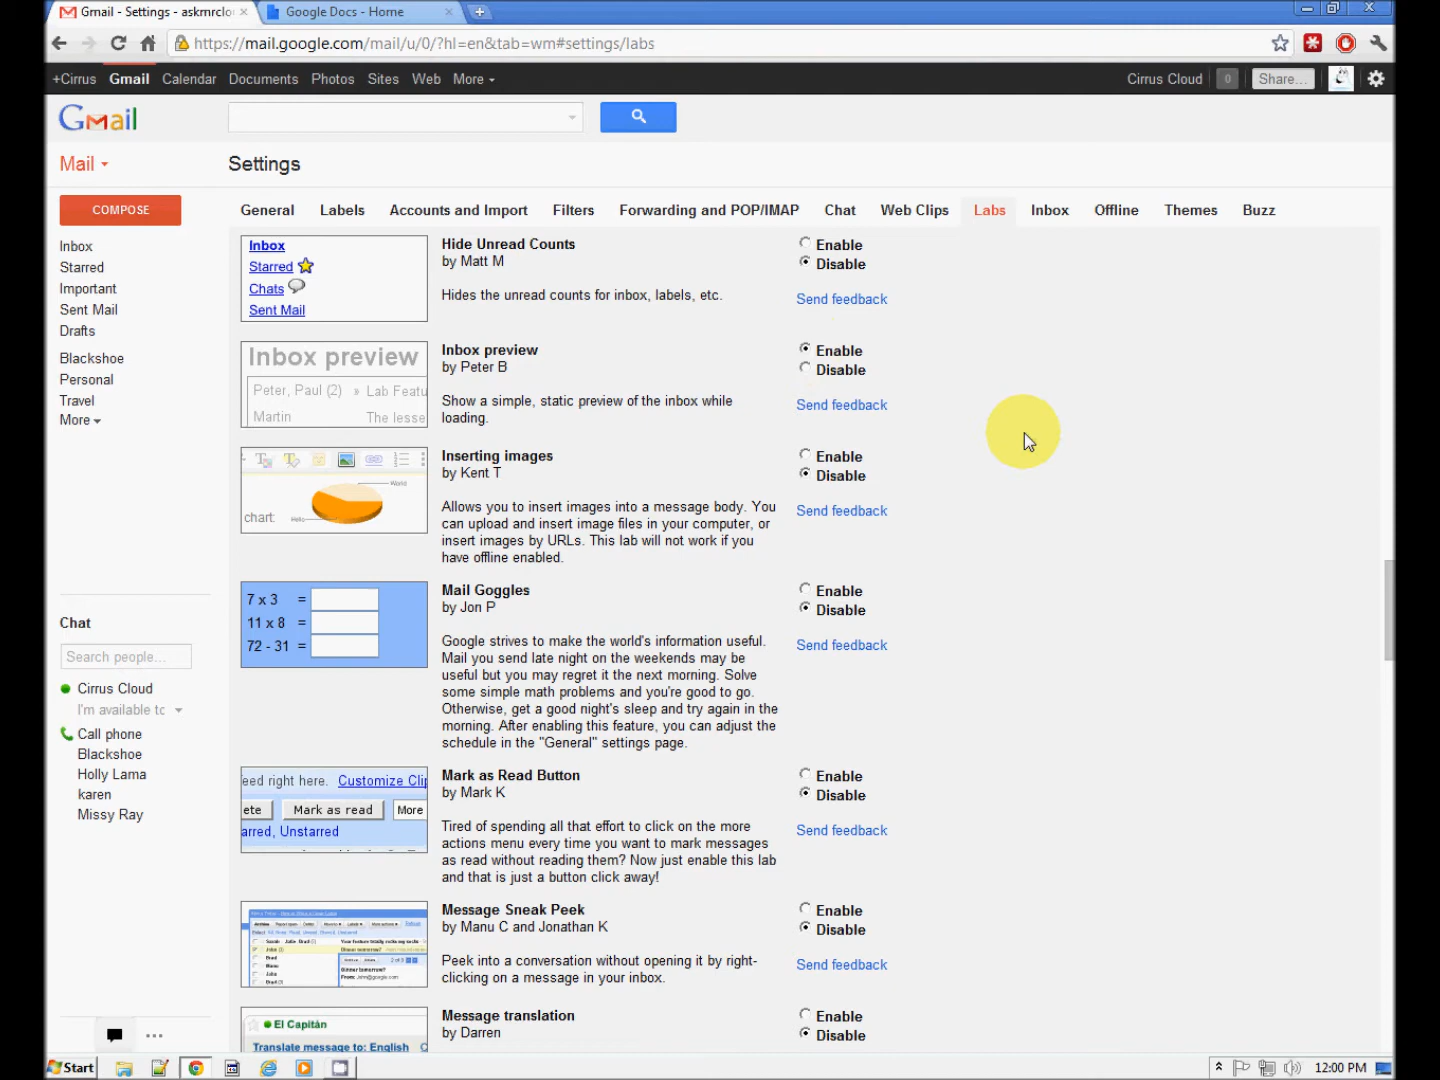 Gmail - Settings - askmrclo
Google Docs - Home
https://mail.google.com/mail/u/0/?hl=en&tab=wm#settings/labs
+Cirrus Gmail Calendar Documents Photos Sites Web More
Cirrus Cloud 0 Share...
Gmail
Mail
Settings
COMPOSE
General Labels Accounts and Import Filters Forwarding and POP/IMAP Chat Web Clips Labs Inbox Offline Themes Buzz
Inbox
Starred
Important
Sent Mail
Drafts
Blackshoe
Personal
Travel
More
Chat
Search people...
Cirrus Cloud
I'm available to
Call phone
Blackshoe
Holly Lama
karen
Missy Ray
Inbox
Starred
Chats
Sent Mail
Hide Unread Counts
by Matt M
Hides the unread counts for inbox, labels, etc.
Enable
Disable
Send feedback
Inbox preview
Peter, Paul (2) » Lab Featu
Martin The lesse
Inbox preview
by Peter B
Show a simple, static preview of the inbox while
loading.
Enable
Disable
Send feedback
World
Hello
chart:
Inserting images
by Kent T
Allows you to insert images into a message body. You
can upload and insert image files in your computer, or
insert images by URLs. This lab will not work if you
have offline enabled.
Enable
Disable
Send feedback
7 x 3 =
11 x 8 =
72 - 31 =
Mail Goggles
by Jon P
Google strives to make the world's information useful.
Mail you send late night on the weekends may be
useful but you may regret it the next morning. Solve
some simple math problems and you're good to go.
Otherwise, get a good night's sleep and try again in the
morning. After enabling this feature, you can adjust the
schedule in the "General" settings page.
Enable
Disable
Send feedback
eed right here. Customize Clip
ete Mark as read More
arred, Unstarred
Mark as Read Button
by Mark K
Tired of spending all that effort to click on the more
actions menu every time you want to mark messages
as read without reading them? Now just enable this lab
and that is just a button click away!
Enable
Disable
Send feedback
Message Sneak Peek
by Manu C and Jonathan K
Peek into a conversation without opening it by right-
clicking on a message in your inbox.
Enable
Disable
Send feedback
El Capitán
Translate message to: English
Message translation
by Darren
Enable
Disable
Start
12:00 PM